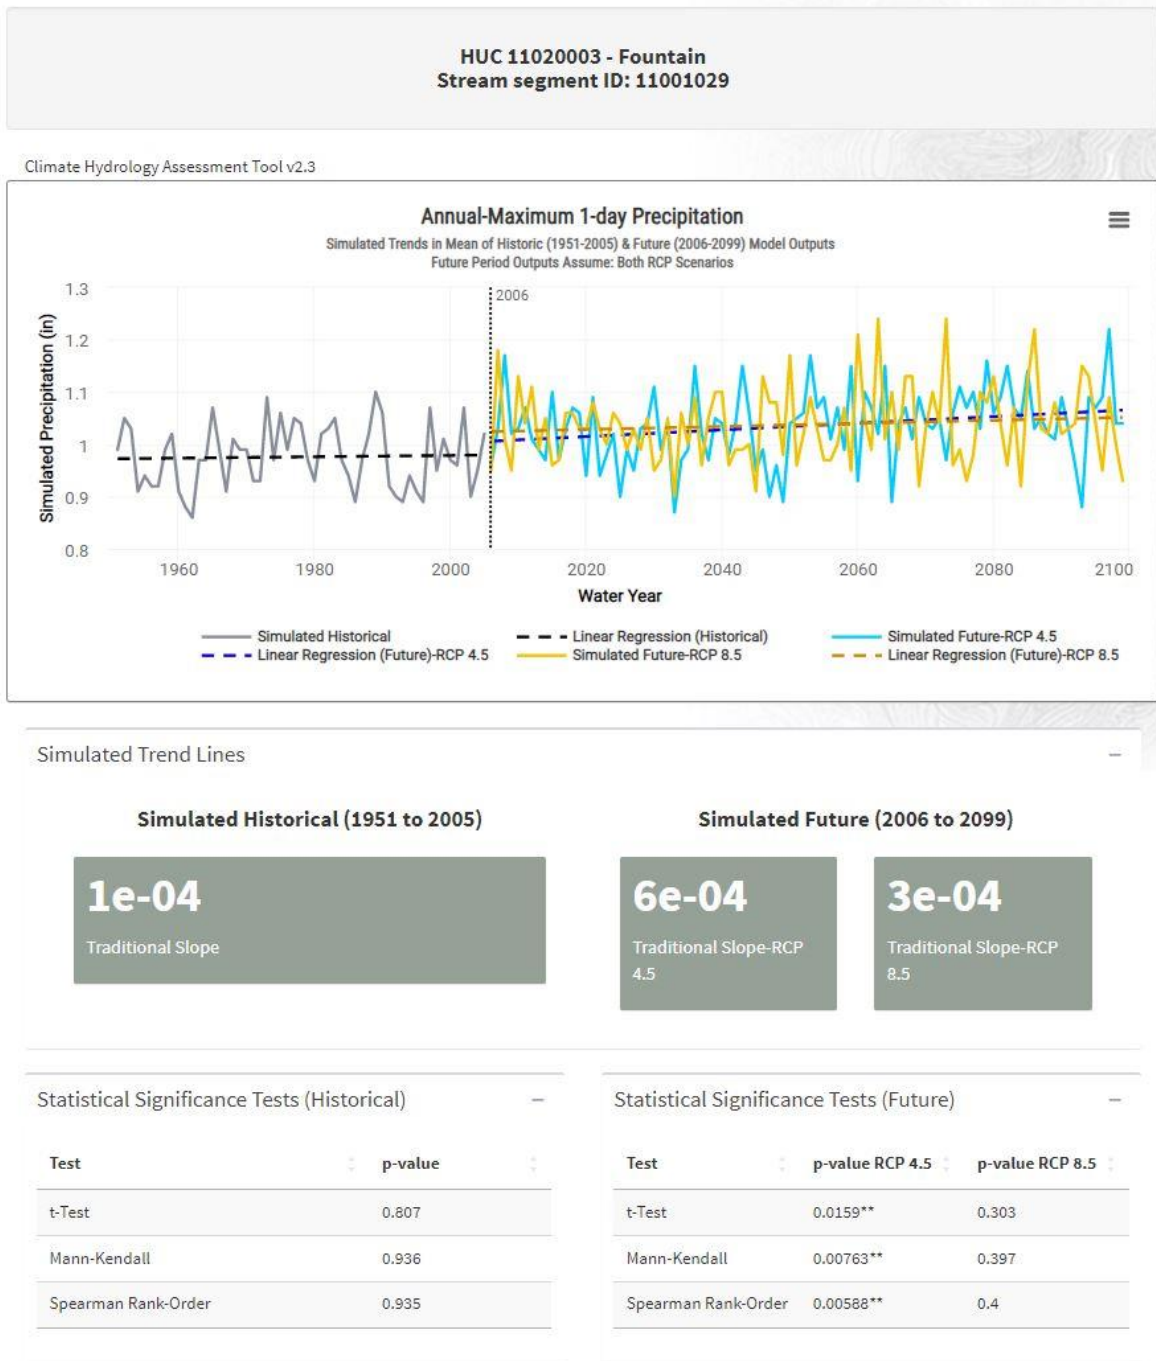 HUC 11020003 - Fountain
Stream segment ID: 11001029
Climate Hydrology Assessment Tool v2.3
Annual-Maximum 1-day Precipitation
Simulated Trends in Mean of Historic (1951-2005) & Future (2006-2099) Model Outputs
Future Period Outputs Assume: Both RCP Scenarios
Simulated Precipitation (in)
1.3
1.2
1.1
1
0.9
0.8
2006
1960 1980 2000 2020 2040 2060 2080 2100
Water Year
Simulated Historical Linear Regression (Historical) Simulated Future-RCP 4.5
Linear Regression (Future)-RCP 4.5 Simulated Future-RCP 8.5 Linear Regression (Future)-RCP 8.5
Simulated Trend Lines
Simulated Historical (1951 to 2005)
1e-04
Traditional Slope
Simulated Future (2006 to 2099)
6e-04
Traditional Slope-RCP
4.5
3e-04
Traditional Slope-RCP
8.5
Statistical Significance Tests (Historical)
Test p-value
t-Test 0.807
Mann-Kendall 0.936
Spearman Rank-Order 0.935
Statistical Significance Tests (Future)
Test p-value RCP 4.5 p-value RCP 8.5
t-Test 0.0159** 0.303
Mann-Kendall 0.00763** 0.397
Spearman Rank-Order 0.00588** 0.4